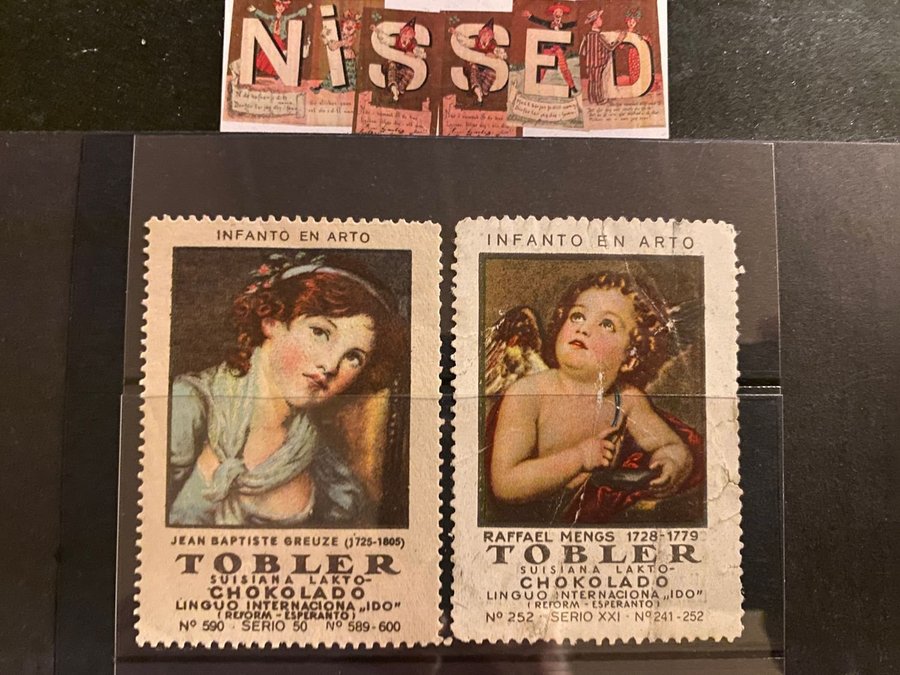 NiSSED
INFANTO EN ARTO
JEAN BAPTISTE GREUZE (1725-1805)
TOBLER
SUISIANA LAKTO-
CHOKOLADO
LINGUO INTERNACIONA „IDO"
(REFORM - ESPERANTO)
Nº 590 · SERIO 50 Nº 589-600
INFANTO EN ARTO
RAFFAEL MENGS 1728-1779
TOBLER
SUISIANA LAKTO-
CHOKOLADO
LINGUO INTERNACIONA „IDO"
(REFORM - ESPERANTO)
Nº 252 · SERIO XXI · Nº 241-252